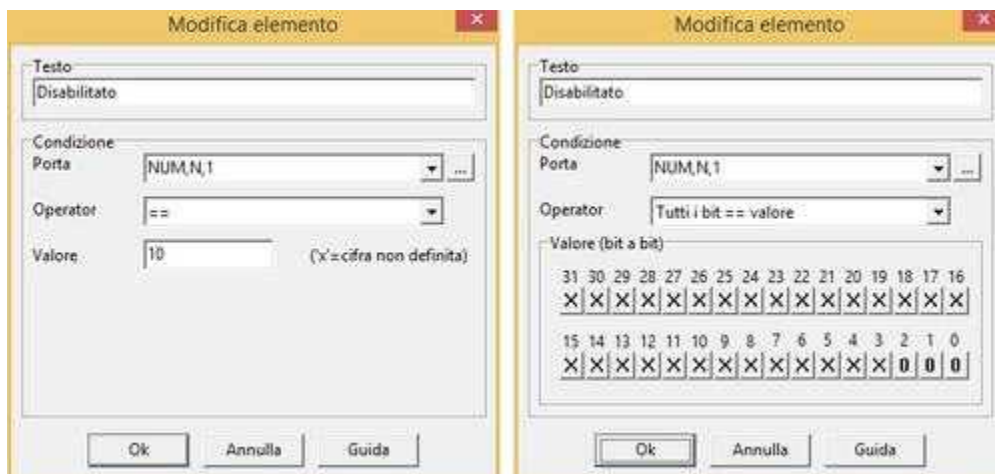 Modifica elemento
Testo
Disabilitato
Condizione
Porta NUM,N,1 ...
Operator ==
Valore 10 ('x'=cifra non definita)
Ok Annulla Guida
Modifica elemento
Testo
Disabilitato
Condizione
Porta NUM,N,1 ...
Operator Tutti i bit == valore
Valore (bit a bit)
31 30 29 28 27 26 25 24 23 22 21 20 19 18 17 16
X X X X X X X X X X X X X X X X
15 14 13 12 11 10 9 8 7 6 5 4 3 2 1 0
X X X X X X X X X X X X X 0 0 0
Ok Annulla Guida